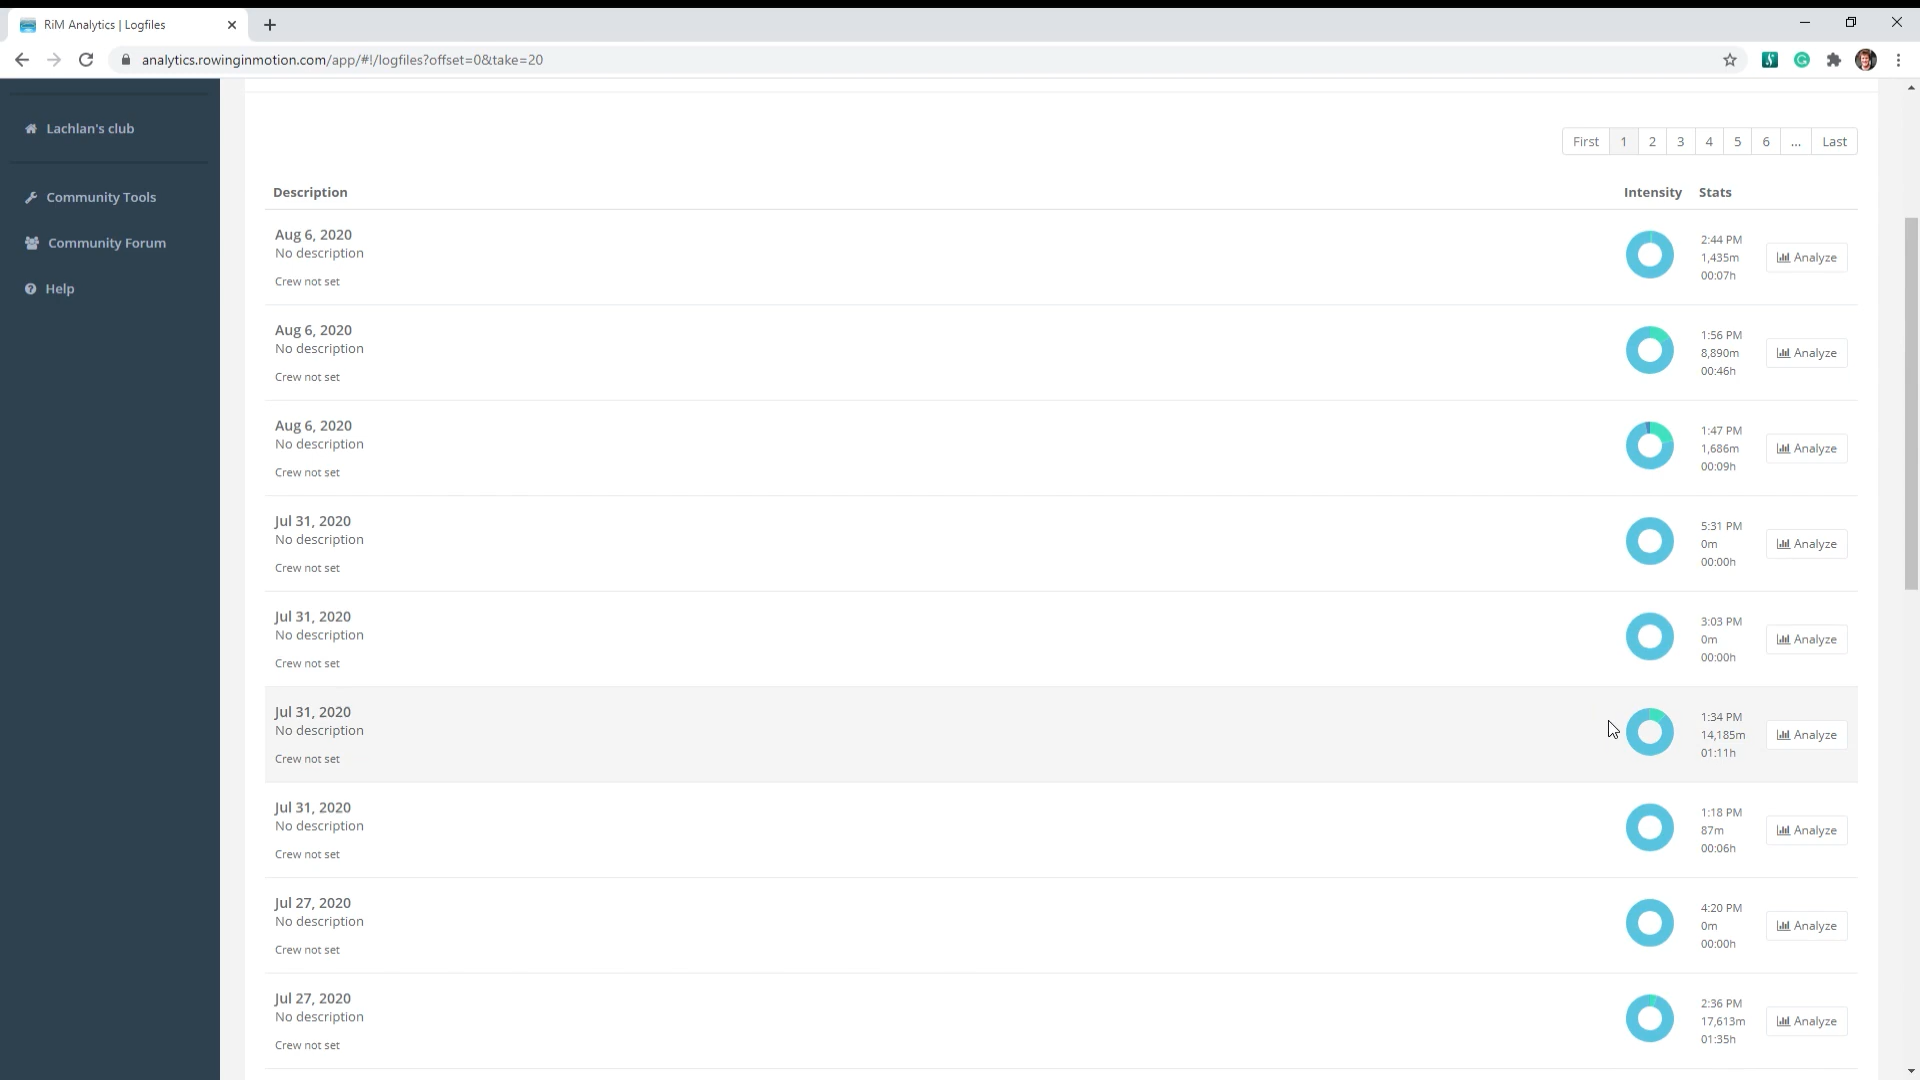 RiM Analytics | Logfiles
analytics.rowinginmotion.com/app/#!/logfiles?offset=0&take=20
Lachlan's club
Community Tools
Community Forum
Help
First 1 2 3 4 5 6 ... Last
Description Intensity Stats
Aug 6, 2020
No description
Crew not set
2:44 PM
1,435m
00:07h
Analyze
Aug 6, 2020
No description
Crew not set
1:56 PM
8,890m
00:46h
Analyze
Aug 6, 2020
No description
Crew not set
1:47 PM
1,686m
00:09h
Analyze
Jul 31, 2020
No description
Crew not set
5:31 PM
0m
00:00h
Analyze
Jul 31, 2020
No description
Crew not set
3:03 PM
0m
00:00h
Analyze
Jul 31, 2020
No description
Crew not set
1:34 PM
14,185m
01:11h
Analyze
Jul 31, 2020
No description
Crew not set
1:18 PM
87m
00:06h
Analyze
Jul 27, 2020
No description
Crew not set
4:20 PM
0m
00:00h
Analyze
Jul 27, 2020
No description
Crew not set
2:36 PM
17,613m
01:35h
Analyze